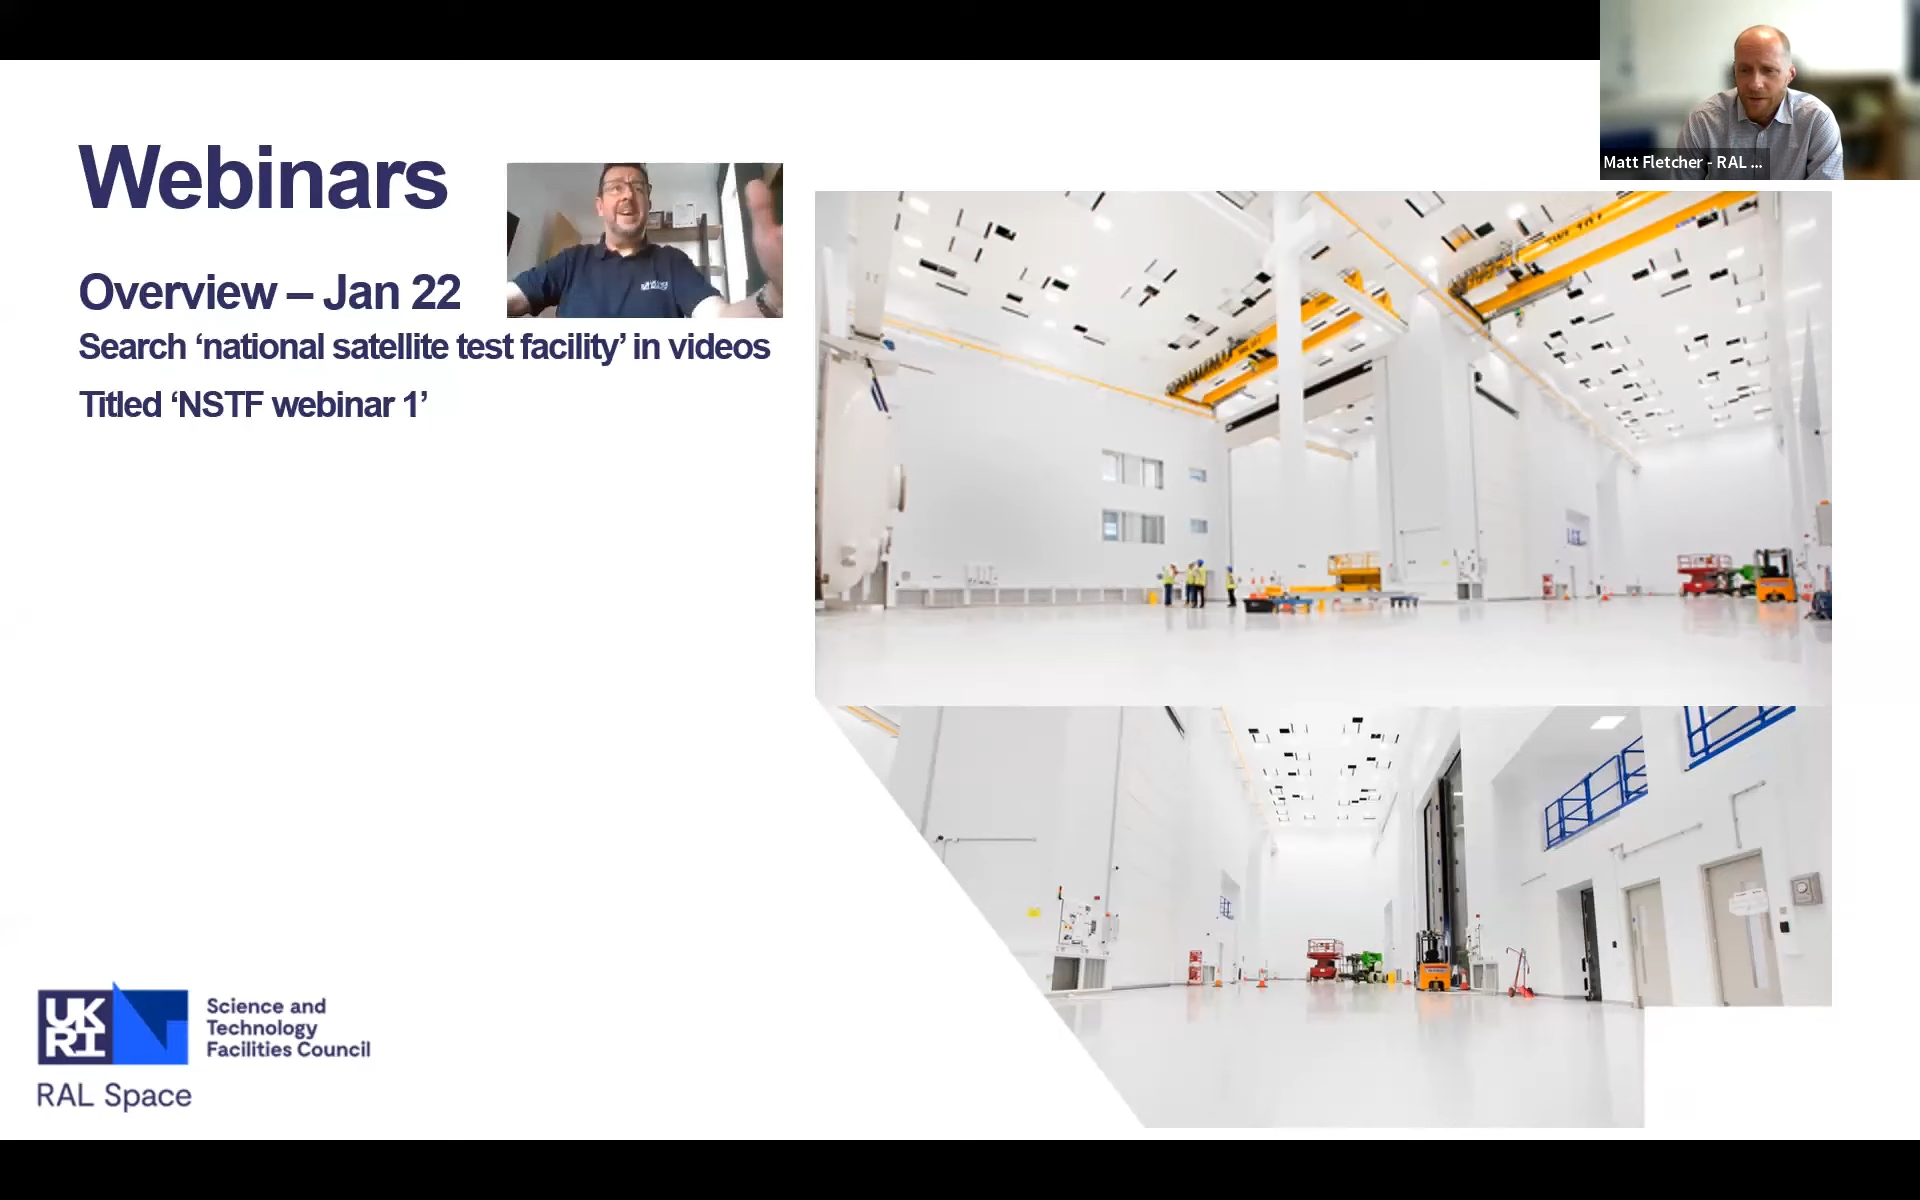 Webinars
Overview – Jan 22
Search ‘national satellite test facility’ in videos
Titled ‘NSTF webinar 1’
Matt Fletcher - RAL ...
UK
RI
Science and
Technology
Facilities Council
RAL Space